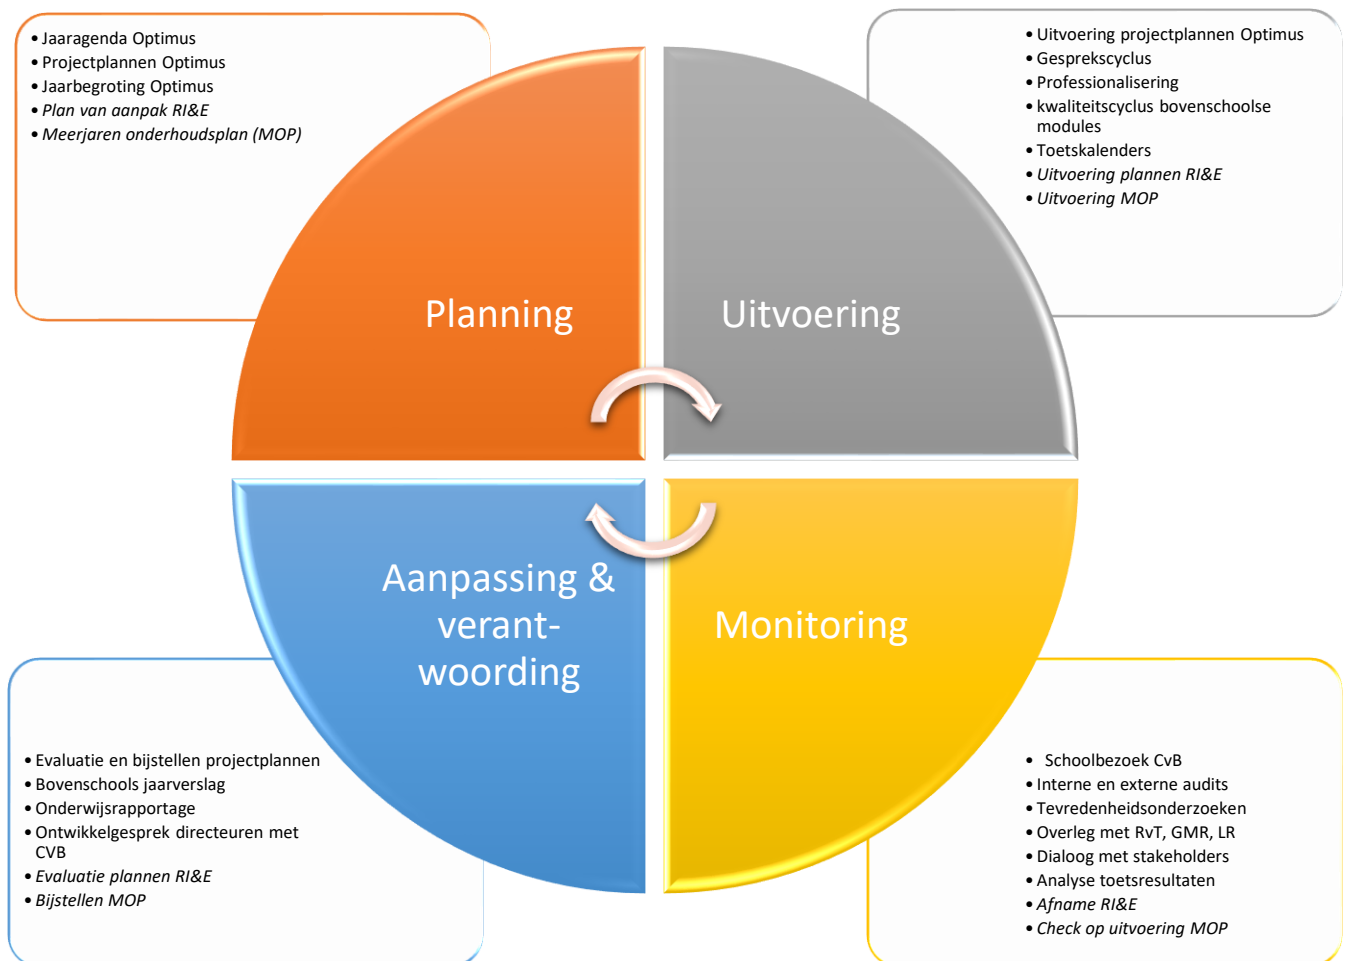 • Jaaragenda Optimus
• Projectplannen Optimus
• Jaarbegroting Optimus
• Plan van aanpak RI&E
• Meerjaren onderhoudsplan (MOP)
• Uitvoering projectplannen Optimus
• Gesprekscyclus
• Professionalisering
• kwaliteitscyclus bovenschoolse
modules
• Toetskalenders
• Uitvoering plannen RI&E
• Uitvoering MOP
Planning
Uitvoering
Aanpassing &
verant-
woording
Monitoring
• Evaluatie en bijstellen projectplannen
• Bovenschools jaarverslag
• Onderwijsrapportage
• Ontwikkelgesprek directeuren met
CVB
• Evaluatie plannen RI&E
• Bijstellen MOP
• Schoolbezoek CvB
• Interne en externe audits
• Tevredenheidsonderzoeken
• Overleg met RvT, GMR, LR
• Dialoog met stakeholders
• Analyse toetsresultaten
• Afname RI&E
• Check op uitvoering MOP